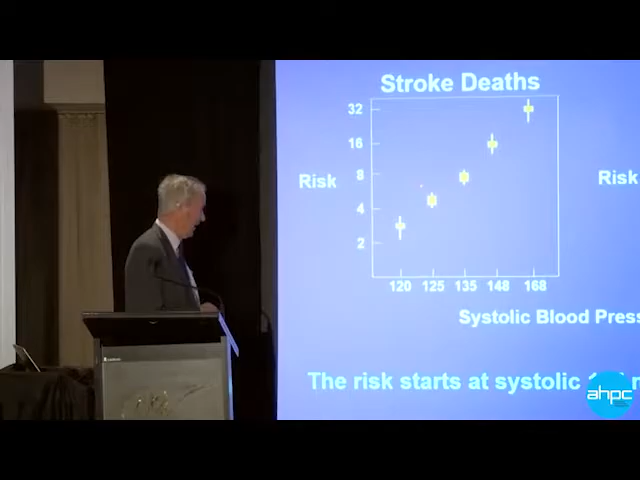 Stroke Deaths
32
16
8
Risk
Risk
4
2
120 125 135 148 168
Systolic Blood
The risk starts at systolic
ahpc